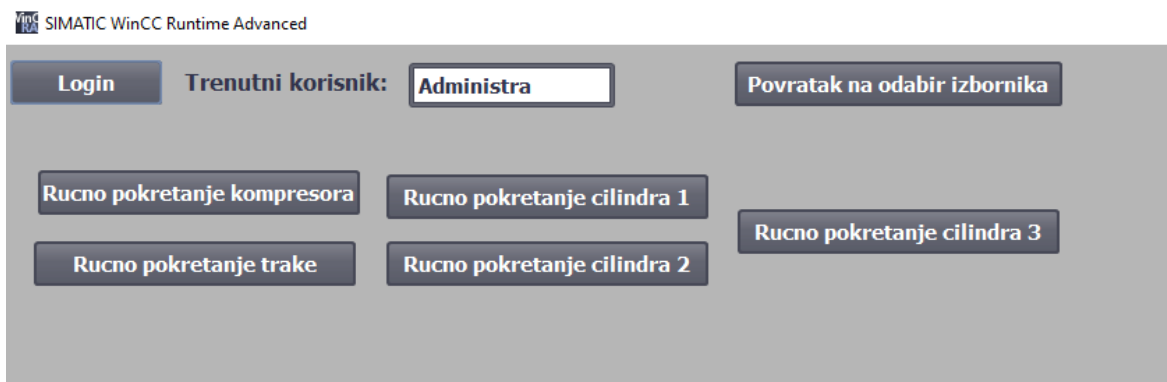 SIMATIC WinCC Runtime Advanced
Login
Trenutni korisnik:
Administra
Povratak na odabir izbornika
Rucno pokretanje kompresora
Rucno pokretanje cilindra 1
Rucno pokretanje cilindra 3
Rucno pokretanje trake
Rucno pokretanje cilindra 2